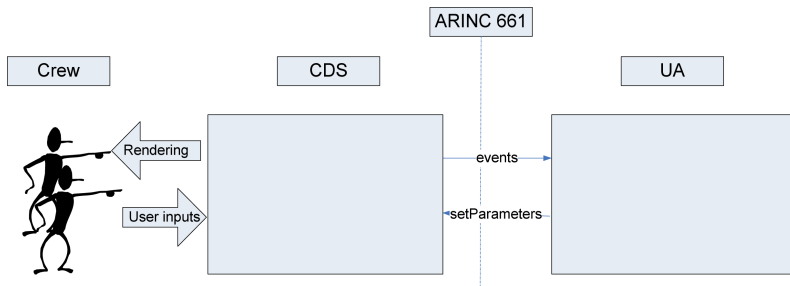 ARINC 661
Crew
CDS
UA
Rendering
events
User inputs
setParameters